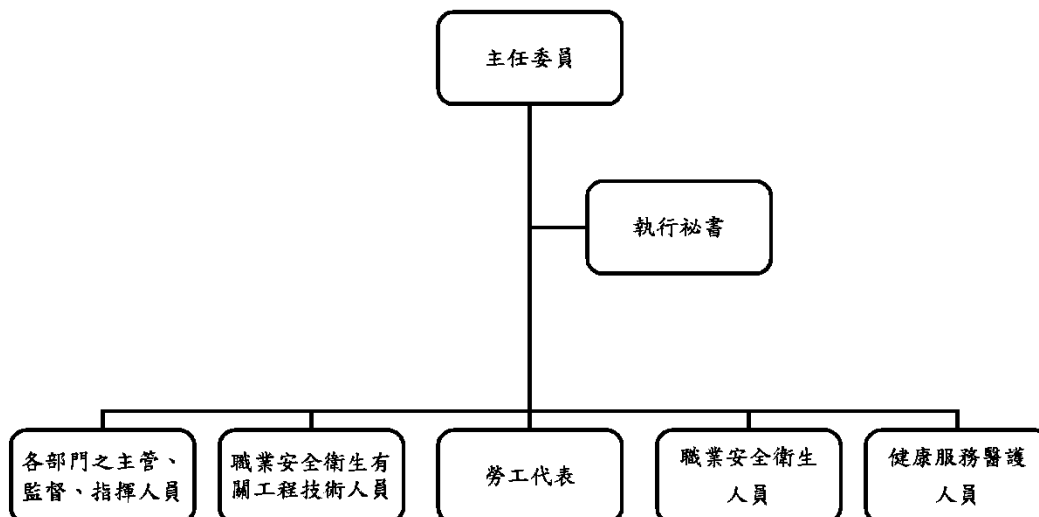 主任委員
執行祕書
各部門之主管、
監督、指揮人員
職業安全衛生有
關工程技術人員
勞工代表
職業安全衛生
人員
健康服務醫護
人員